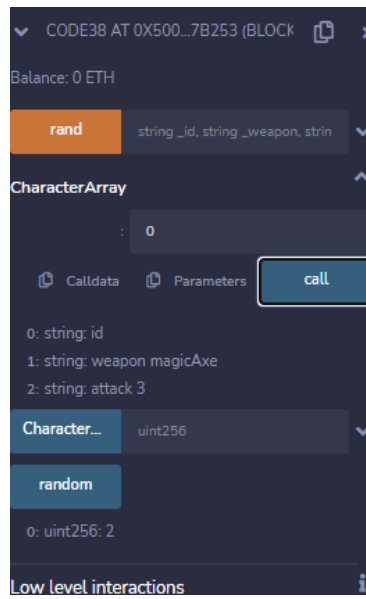 CODE38 AT 0X500...7B253 (BLOCK
Balance: 0 ETH
rand string _id, string _weapon, strin
CharacterArray
: 0
Calldata Parameters call
0: string: id
1: string: weapon magicAxe
2: string: attack 3
Character... uint256
random
0: uint256: 2
Low level interactions